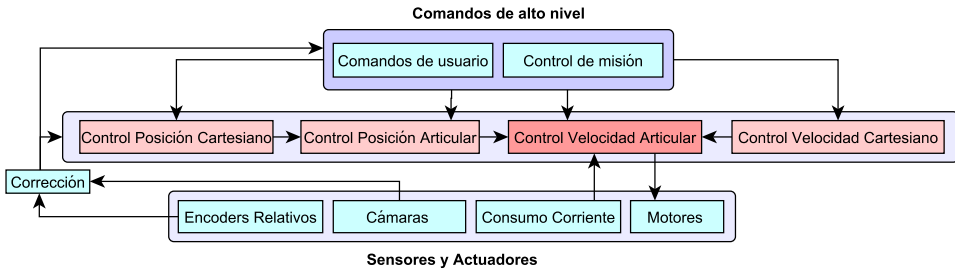 Comandos de alto nivel
Comandos de usuario
Control de misión
Control Posición Cartesiano
Control Posición Articular
Control Velocidad Articular
Control Velocidad Cartesiano
Corrección
Encoders Relativos
Cámaras
Consumo Corriente
Motores
Sensores y Actuadores